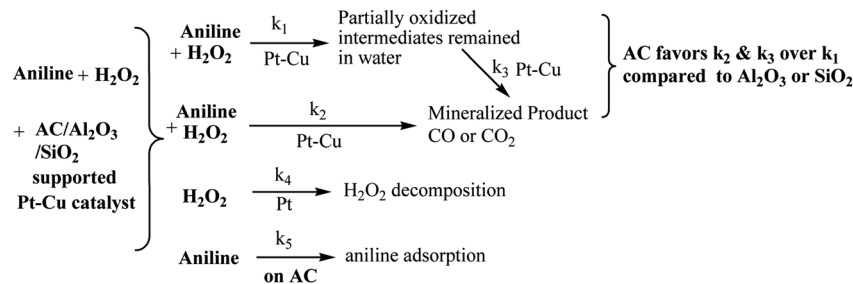 Aniline + H₂O₂
+ AC/Al₂O₃
/SiO₂
supported
Pt-Cu catalyst
Aniline
+ H₂O₂
k₁
Pt-Cu
Partially oxidized
intermediates remained
in water
k₃ Pt-Cu
Aniline
+ H₂O₂
k₂
Pt-Cu
Mineralized Product
CO or CO₂
H₂O₂
k₄
Pt
H₂O₂ decomposition
Aniline
k₅
on AC
aniline adsorption
AC favors k₂ & k₃ over k₁
compared to Al₂O₃ or SiO₂